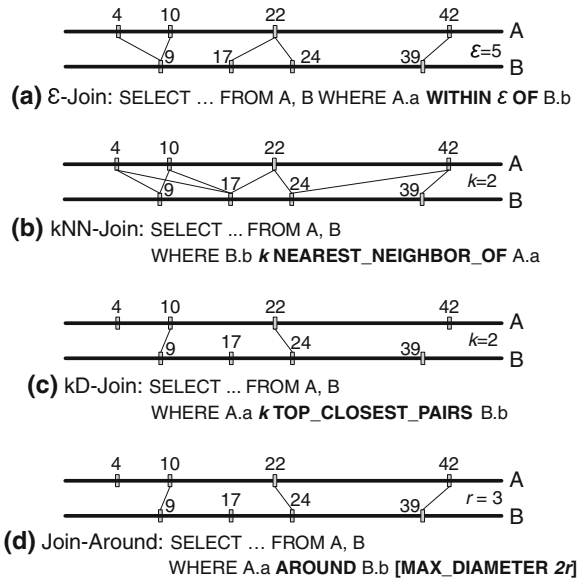 4 10 22 42 A
9 17 24 39 B ε=5
(a) ε-Join: SELECT ... FROM A, B WHERE A.a WITHIN ε OF B.b
4 10 22 42 A
9 17 24 39 B k=2
(b) kNN-Join: SELECT ... FROM A, B
WHERE B.b k NEAREST_NEIGHBOR_OF A.a
4 10 22 42 A
9 17 24 39 B k=2
(c) kD-Join: SELECT ... FROM A, B
WHERE A.a k TOP_CLOSEST_PAIRS B.b
4 10 22 42 A
9 17 24 39 B r = 3
(d) Join-Around: SELECT ... FROM A, B
WHERE A.a AROUND B.b [MAX_DIAMETER 2r]